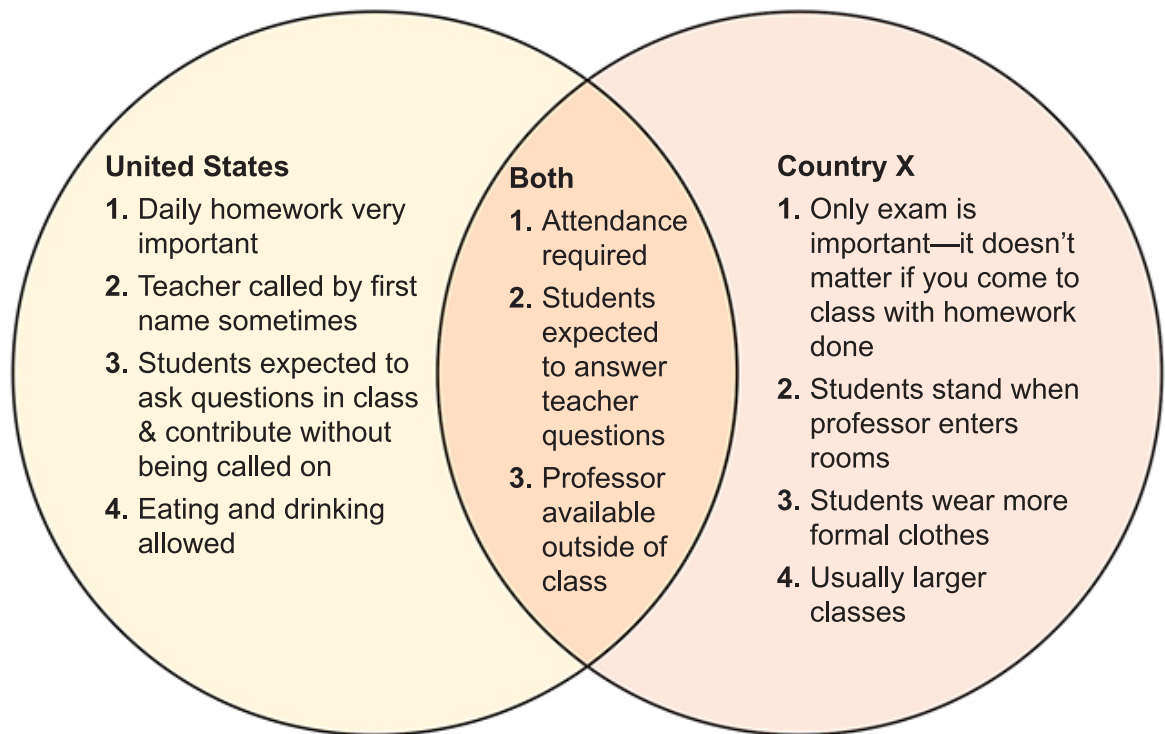 United States
1. Daily homework very
important
2. Teacher called by first
name sometimes
3. Students expected to
ask questions in class
& contribute without
being called on
4. Eating and drinking
allowed
Both
1. Attendance
required
2. Students
expected
to answer
teacher
questions
3. Professor
available
outside of
class
Country X
1. Only exam is
important—it doesn’t
matter if you come to
class with homework
done
2. Students stand when
professor enters
rooms
3. Students wear more
formal clothes
4. Usually larger
classes